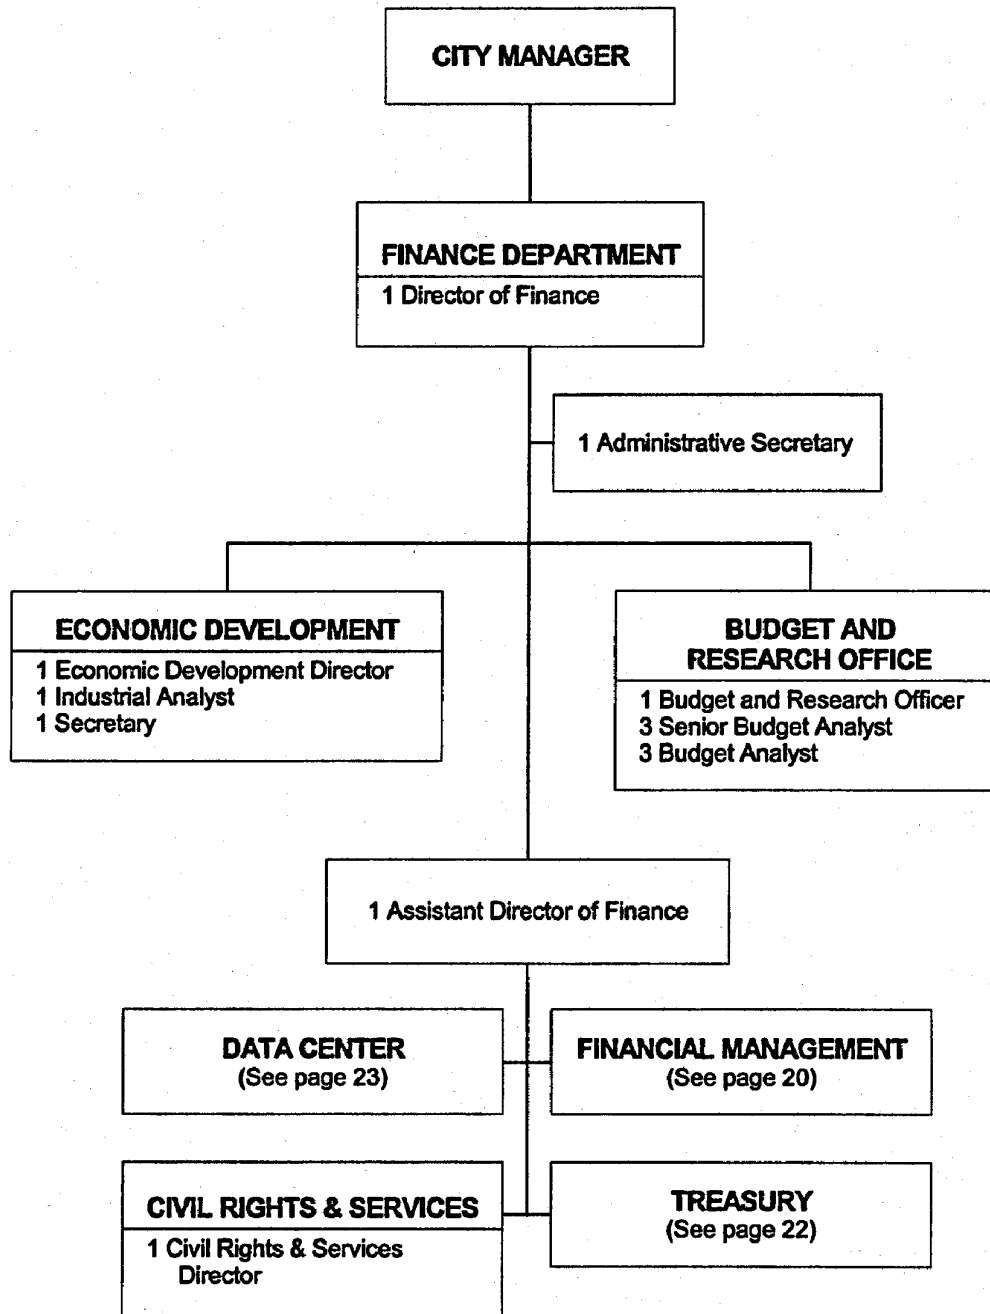 CITY MANAGER
FINANCE DEPARTMENT
1 Director of Finance
1 Administrative Secretary
ECONOMIC DEVELOPMENT
1 Economic Development Director
1 Industrial Analyst
1 Secretary
BUDGET AND
RESEARCH OFFICE
1 Budget and Research Officer
3 Senior Budget Analyst
3 Budget Analyst
1 Assistant Director of Finance
DATA CENTER
(See page 23)
FINANCIAL MANAGEMENT
(See page 20)
CIVIL RIGHTS & SERVICES
1 Civil Rights & Services
Director
TREASURY
(See page 22)